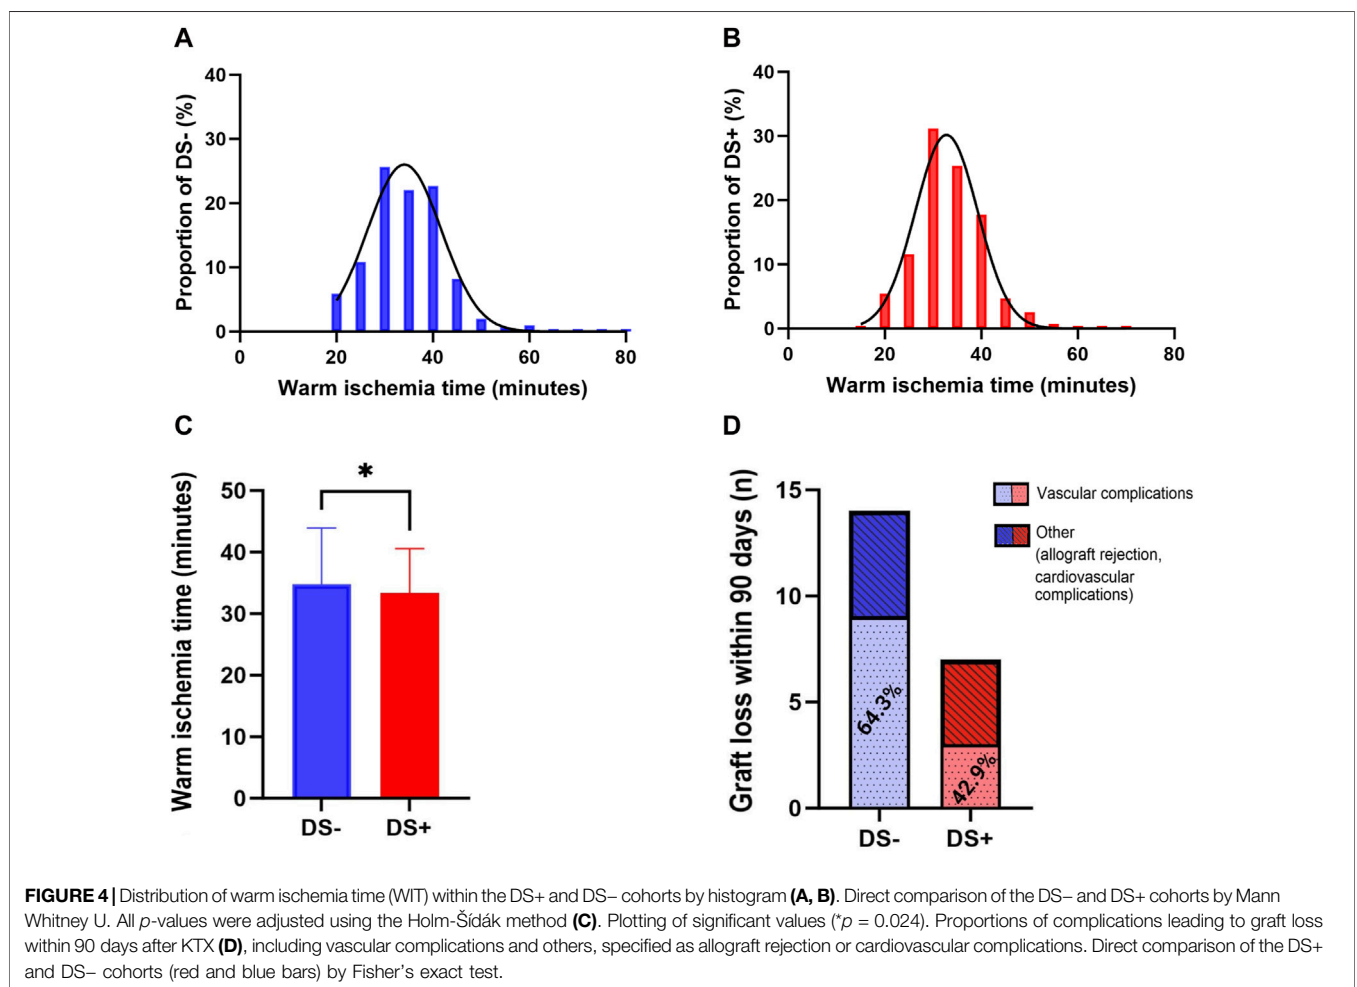 A
40
30
20
10
0
Proportion of DS- (%)
0 20 40 60 80
Warm ischemia time (minutes)
B
40
30
20
10
0
Proportion of DS+ (%)
0 20 40 60 80
Warm ischemia time (minutes)
C
50
40
30
20
10
0
Warm ischemia time (minutes)
*
DS- DS+
D
15
10
5
0
Graft loss within 90 days (n)
64.3%
42.9%
DS- DS+
Vascular complications
Other
(allograft rejection,
cardiovascular
complications)
FIGURE 4 | Distribution of warm ischemia time (WIT) within the DS+ and DS− cohorts by histogram (A, B). Direct comparison of the DS− and DS+ cohorts by Mann
Whitney U. All p-values were adjusted using the Holm-Šídák method (C). Plotting of significant values (*p = 0.024). Proportions of complications leading to graft loss
within 90 days after KTX (D), including vascular complications and others, specified as allograft rejection or cardiovascular complications. Direct comparison of the DS+
and DS− cohorts (red and blue bars) by Fisher's exact test.